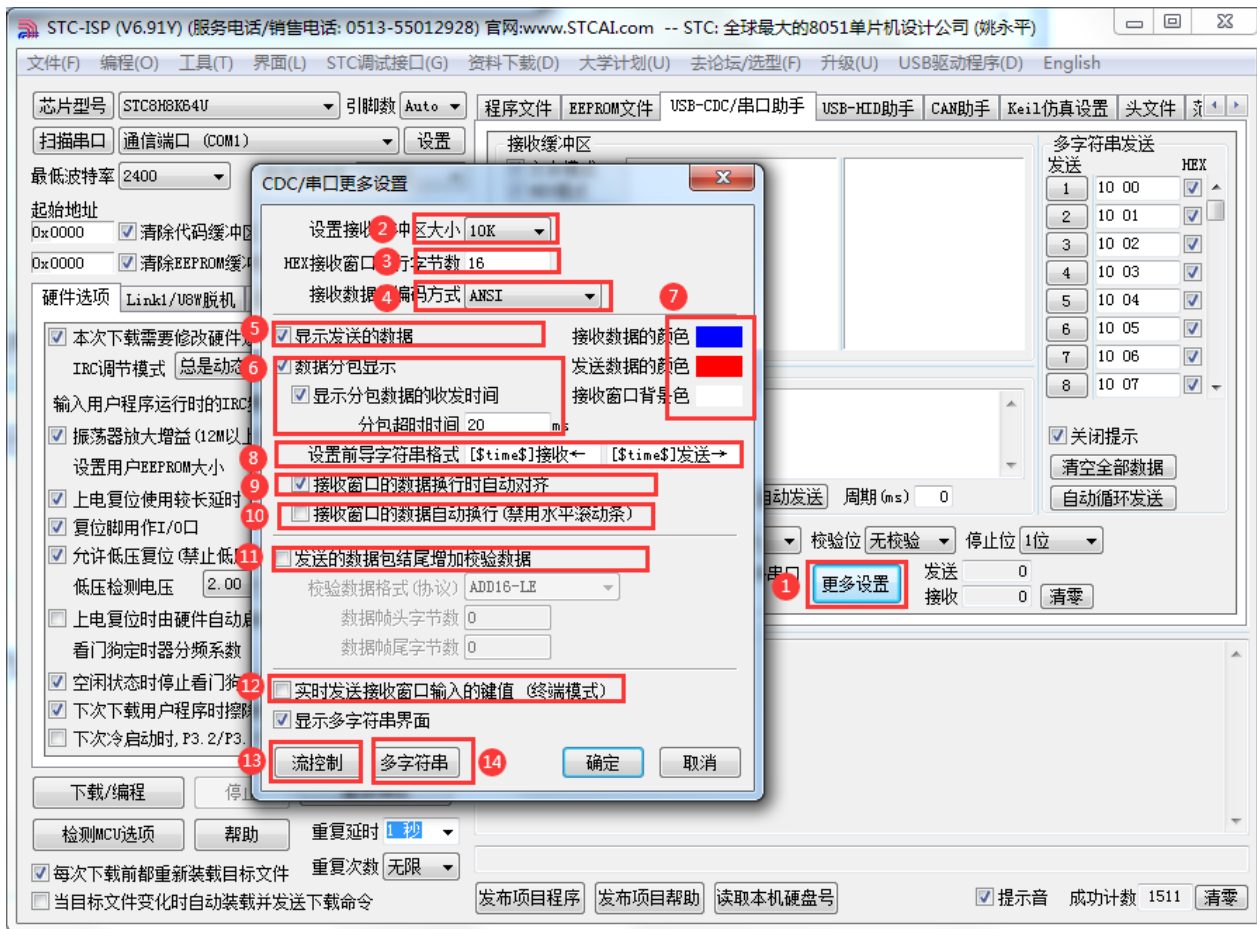 STC-ISP (V6.91Y) (服务电话/销售电话: 0513-55012928) 官网:www.STCAI.com -- STC: 全球最大的8051单片机设计公司 (姚永平)
文件(F) 编程(O) 工具(T) 界面(L) STC调试接口(G) 资料下载(D) 大学计划(U) 去论坛/选型(F) 升级(U) USB驱动程序(D) English
芯片型号 STC8H8K64U 引脚数 Auto
扫描串口 通信端口 (COM1) 设置
最低波特率 2400
起始地址
0x0000 清除代码缓冲区
0x0000 清除EEPROM缓冲
硬件选项 Link1/U8W脱机
本次下载需要修改硬件选
IRC调节模式 总是动态
输入用户程序运行时的IRC
振荡器放大增益(12M以上
设置用户EEPROM大小
上电复位使用较长延时
复位脚用作I/O口
允许低压复位(禁止低
低压检测电压 2.00
上电复位时由硬件自动启
看门狗定时器分频系数
空闲状态时停止看门狗
下次下载用户程序时擦除
下次冷启动时,P3.2/P3.
下载/编程 停
检测MCU选项 帮助 重复延时 1 秒
每次下载前都重新装载目标文件 重复次数 无限
当目标文件变化时自动装载并发送下载命令
程序文件 EEPROM文件 USB-CDC/串口助手 USB-HID助手 CAN助手 Keil仿真设置 头文件 范
接收缓冲区
多字符串发送
发送 HEX
1 10 00
2 10 01
3 10 02
4 10 03
5 10 04
6 10 05
7 10 06
8 10 07
关闭提示
清空全部数据
自动发送 周期(ms) 0 自动循环发送
校验位 无校验 停止位 1位
串口 1 更多设置 发送 0
接收 0 清零
发布项目程序 发布项目帮助 读取本机硬盘号 提示音 成功计数 1511 清零
CDC/串口更多设置
设置接收 2 冲区大小 10K
HEX接收窗口 3 行字节数 16
接收数据 4 编码方式 ANSI
5 显示发送的数据
6 数据分包显示
显示分包数据的收发时间
分包超时时间 20 ms
7
接收数据的颜色
发送数据的颜色
接收窗口背景色
8 设置前导字符串格式 [$time$]接收← [$time$]发送→
9 接收窗口的数据换行时自动对齐
10 接收窗口的数据自动换行(禁用水平滚动条)
11 发送的数据包结尾增加校验数据
校验数据格式(协议) ADD16-LE
数据帧头字节数 0
数据帧尾字节数 0
12 实时发送接收窗口输入的键值 (终端模式)
显示多字符串界面
13 流控制 多字符串 14 确定 取消